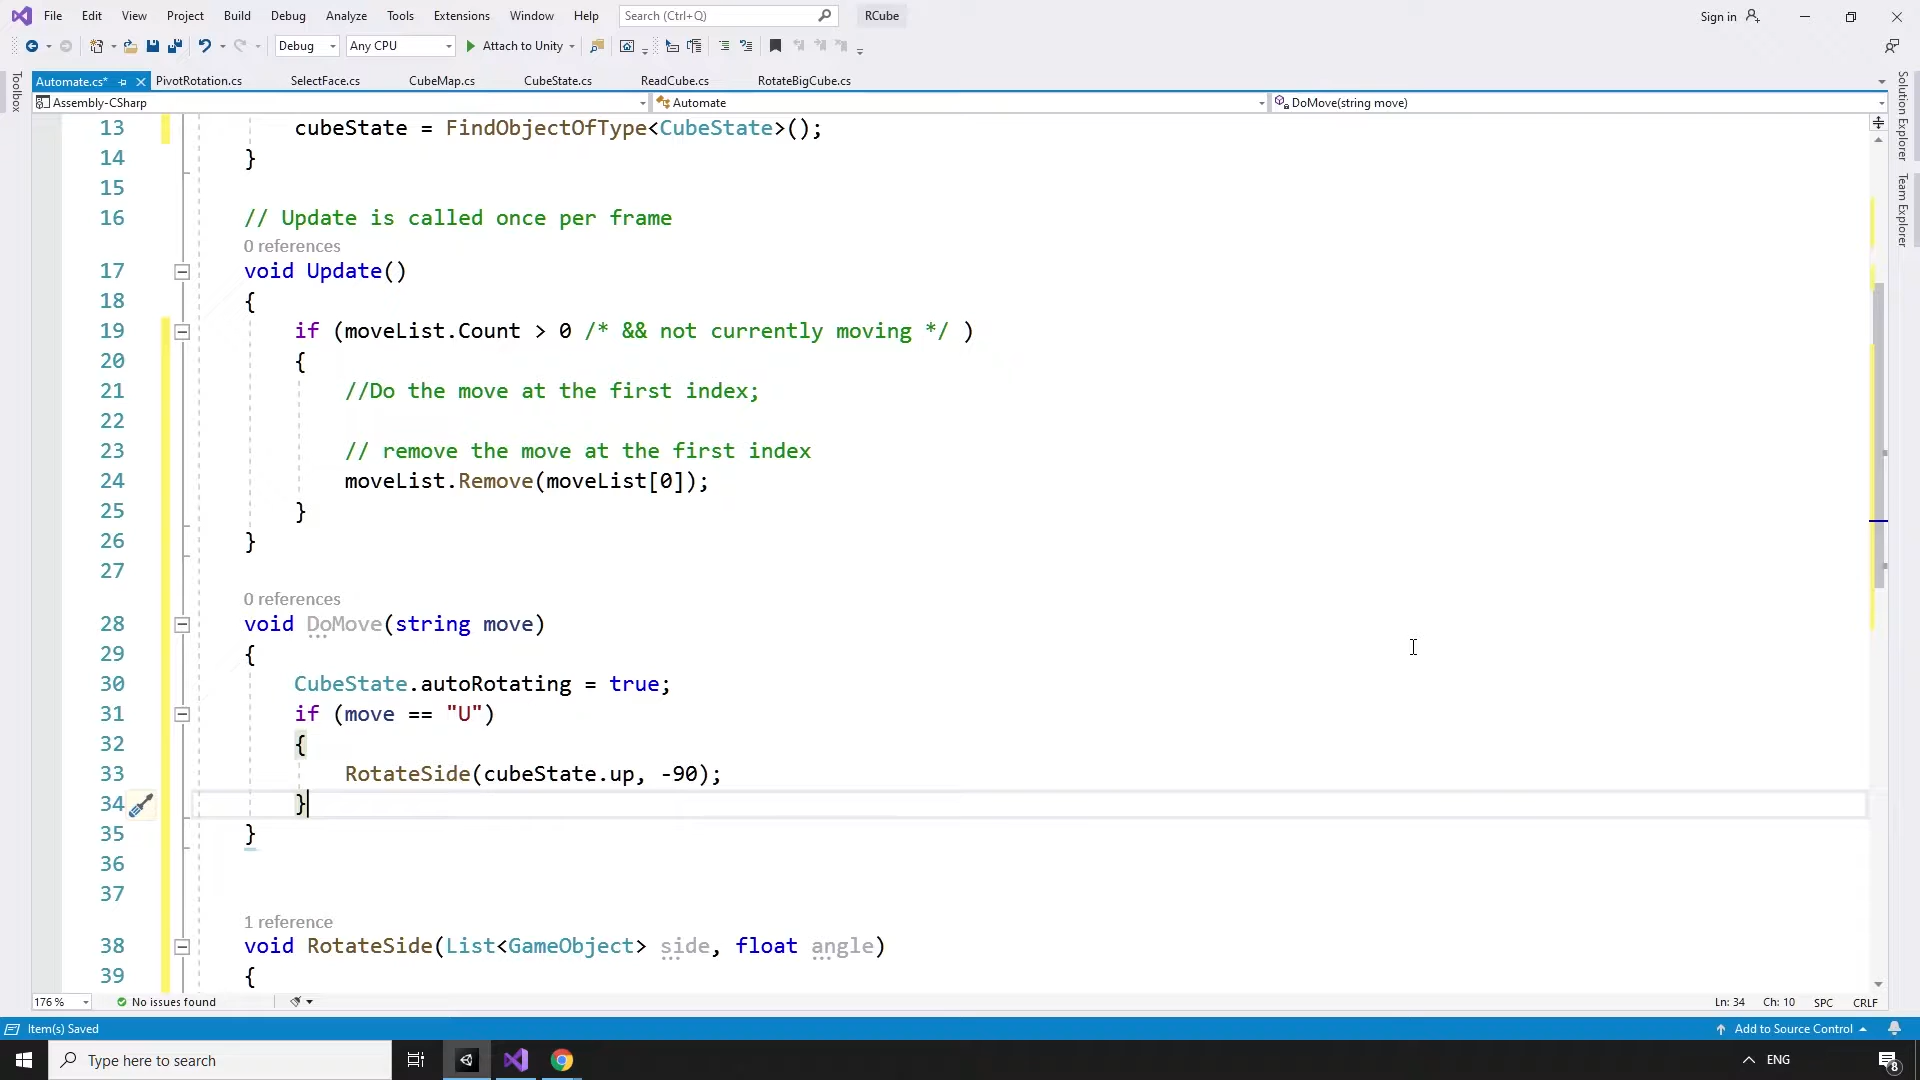 File Edit View Project Build Debug Analyze Tools Extensions Window Help Search (Ctrl+Q) RCube Sign in
Debug Any CPU Attach to Unity
Automate.cs* PivotRotation.cs SelectFace.cs CubeMap.cs CubeState.cs ReadCube.cs RotateBigCube.cs
Assembly-CSharp Automate DoMove(string move)
Toolbox
Solution Explorer
Team Explorer
13 cubeState = FindObjectOfType<CubeState>();
14 }
15
16 // Update is called once per frame
0 references
17 void Update()
18 {
19 if (moveList.Count > 0 /* && not currently moving */ )
20 {
21 //Do the move at the first index;
22
23 // remove the move at the first index
24 moveList.Remove(moveList[0]);
25 }
26 }
27
0 references
28 void DoMove(string move)
29 {
30 CubeState.autoRotating = true;
31 if (move == "U")
32 {
33 RotateSide(cubeState.up, -90);
34 }
35 }
36
37
1 reference
38 void RotateSide(List<GameObject> side, float angle)
39 {
176 % No issues found Ln: 34 Ch: 10 SPC CRLF
Item(s) Saved Add to Source Control
Type here to search ENG 8